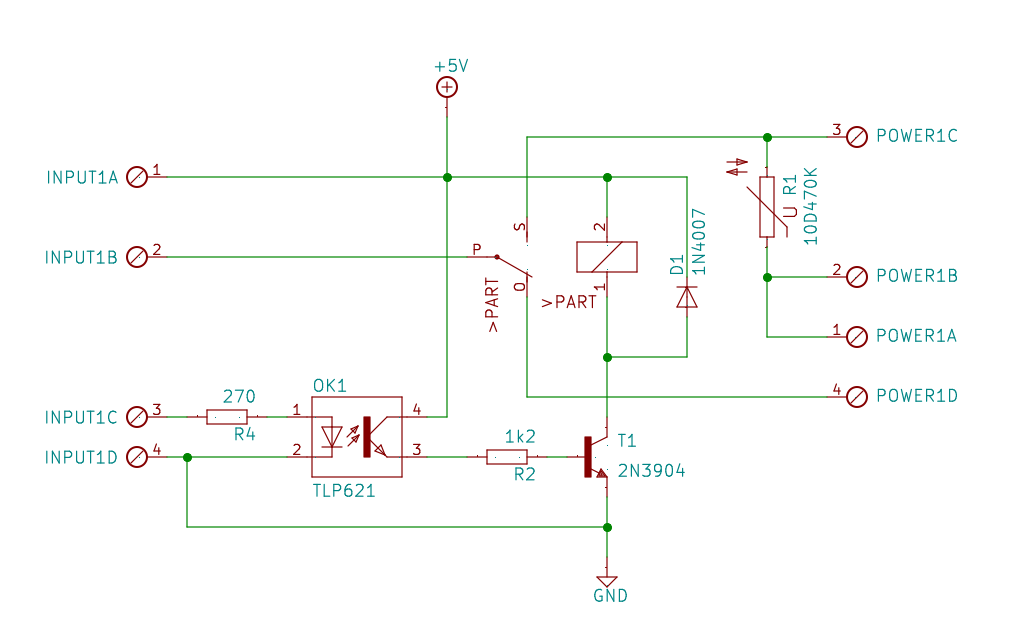 +5V
3
POWER1C
INPUT1A
1
R1
U
10D470K
S
2
INPUT1B
2
P
D1
1N4007
O
1
>PART
>PART
2
POWER1B
1
POWER1A
4
POWER1D
OK1
270
INPUT1C
3
1
4
R4
1k2
T1
INPUT1D
4
2
3
R2
2N3904
TLP621
GND